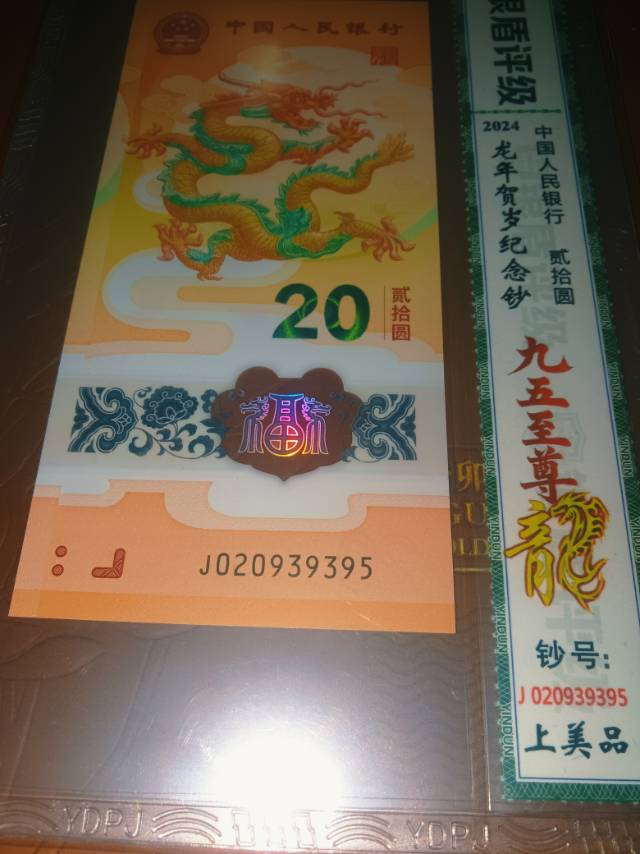 中国人民银行
20
贰拾圆
福
J020939395
银盾评级
2024
龙年贺岁纪念钞
中国人民银行 贰拾圆
九五至尊
龍
钞号:
J 020939395
上美品
YINDUN
YDPJ
YDPJ